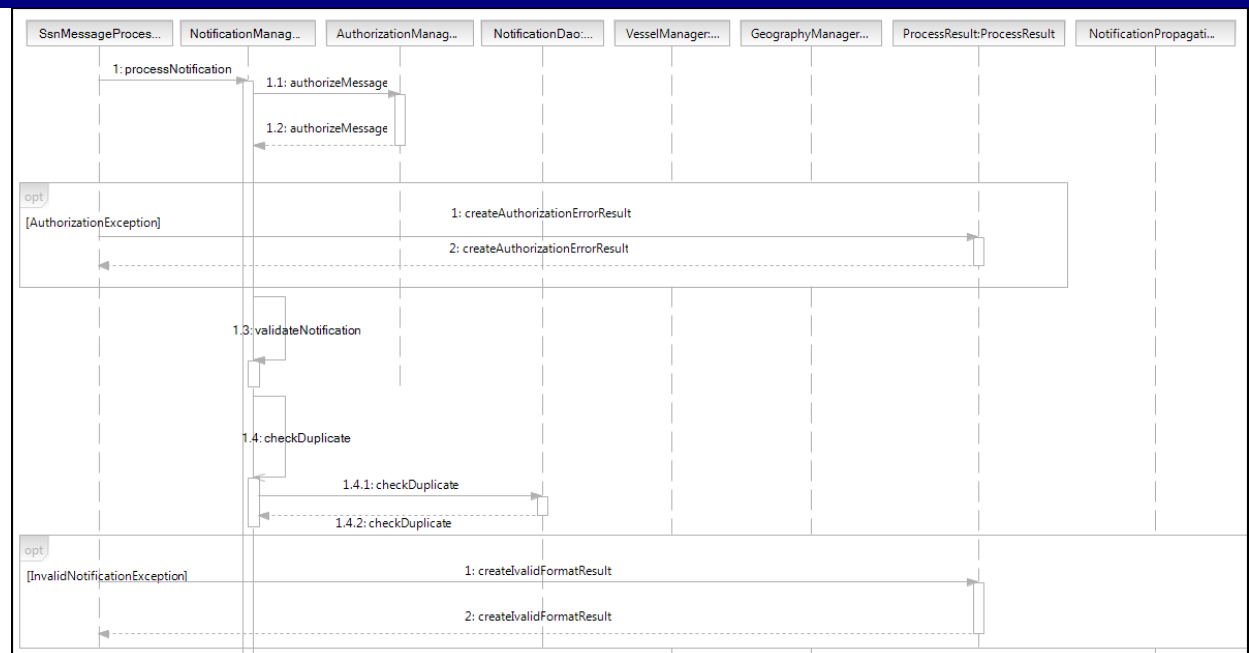 SsnMessageProces...
NotificationManag...
AuthorizationManag...
NotificationDao:...
VesselManager:...
GeographyManager...
ProcessResult:ProcessResult
NotificationPropagati...
1: processNotification
1.1: authorizeMessage
1.2: authorizeMessage
opt
[AuthorizationException]
1: createAuthorizationErrorResult
2: createAuthorizationErrorResult
1.3: validateNotification
1.4: checkDuplicate
1.4.1: checkDuplicate
1.4.2: checkDuplicate
opt
[InvalidNotificationException]
1: createIvalidFormatResult
2: createIvalidFormatResult